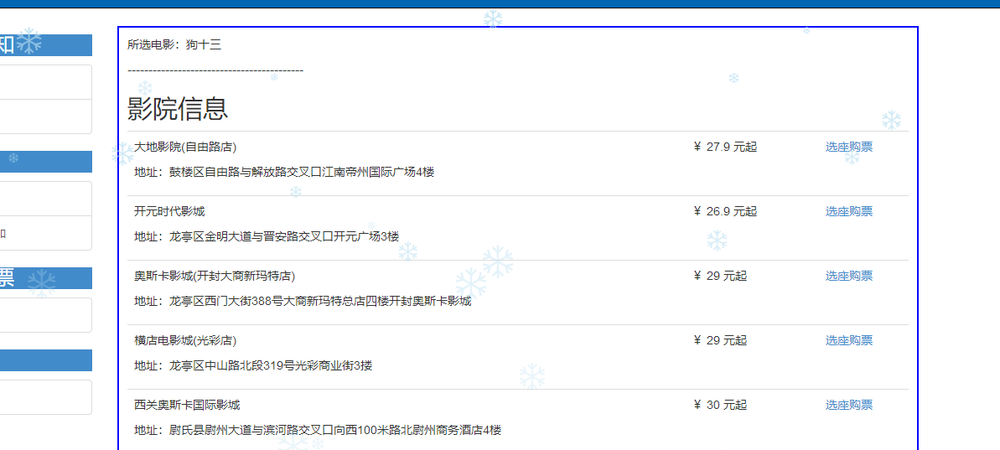 知
所选电影：狗十三
------------------------------------------
影院信息
大地影院(自由路店) ￥ 27.9 元起 选座购票
地址：鼓楼区自由路与解放路交叉口江南帝州国际广场4楼
开元时代影城 ￥ 26.9 元起 选座购票
地址：龙亭区金明大道与晋安路交叉口开元广场3楼
知
奥斯卡影城(开封大商新玛特店) ￥ 29 元起 选座购票
票
地址：龙亭区西门大街388号大商新玛特总店四楼开封奥斯卡影城
横店电影城(光彩店) ￥ 29 元起 选座购票
地址：龙亭区中山路北段319号光彩商业街3搂
西关奥斯卡国际影城 ￥ 30 元起 选座购票
地址：尉氏县尉州大道与滨河路交叉口向西100米路北尉州商务酒店4楼